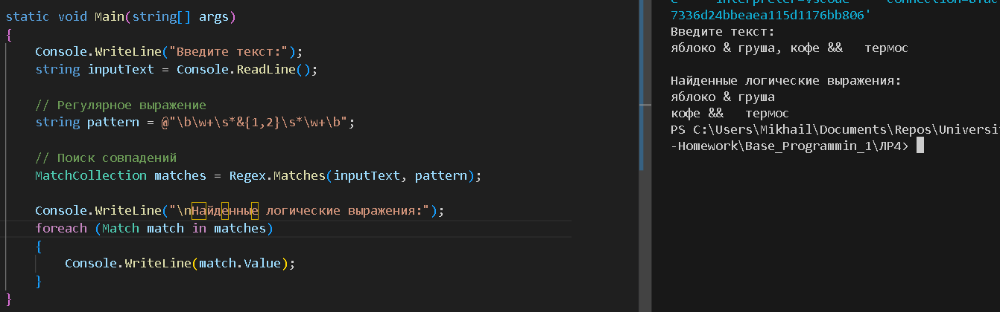 static void Main(string[] args)
{
Console.WriteLine("Введите текст:");
string inputText = Console.ReadLine();
// Регулярное выражение
string pattern = @"\b\w+\s*&{1,2}\s*\w+\b";
// Поиск совпадений
MatchCollection matches = Regex.Matches(inputText, pattern);
Console.WriteLine("\nНайденные логические выражения:");
foreach (Match match in matches)
{
Console.WriteLine(match.Value);
}
}
7336d24bbeaea115d1176bb806'
Введите текст:
яблоко & груша, кофе &&   термос
Найденные логические выражения:
яблоко & груша
кофе &&   термос
PS C:\Users\Mikhail\Documents\Repos\Universi
-Homework\Base_Programmin_1\ЛР4>